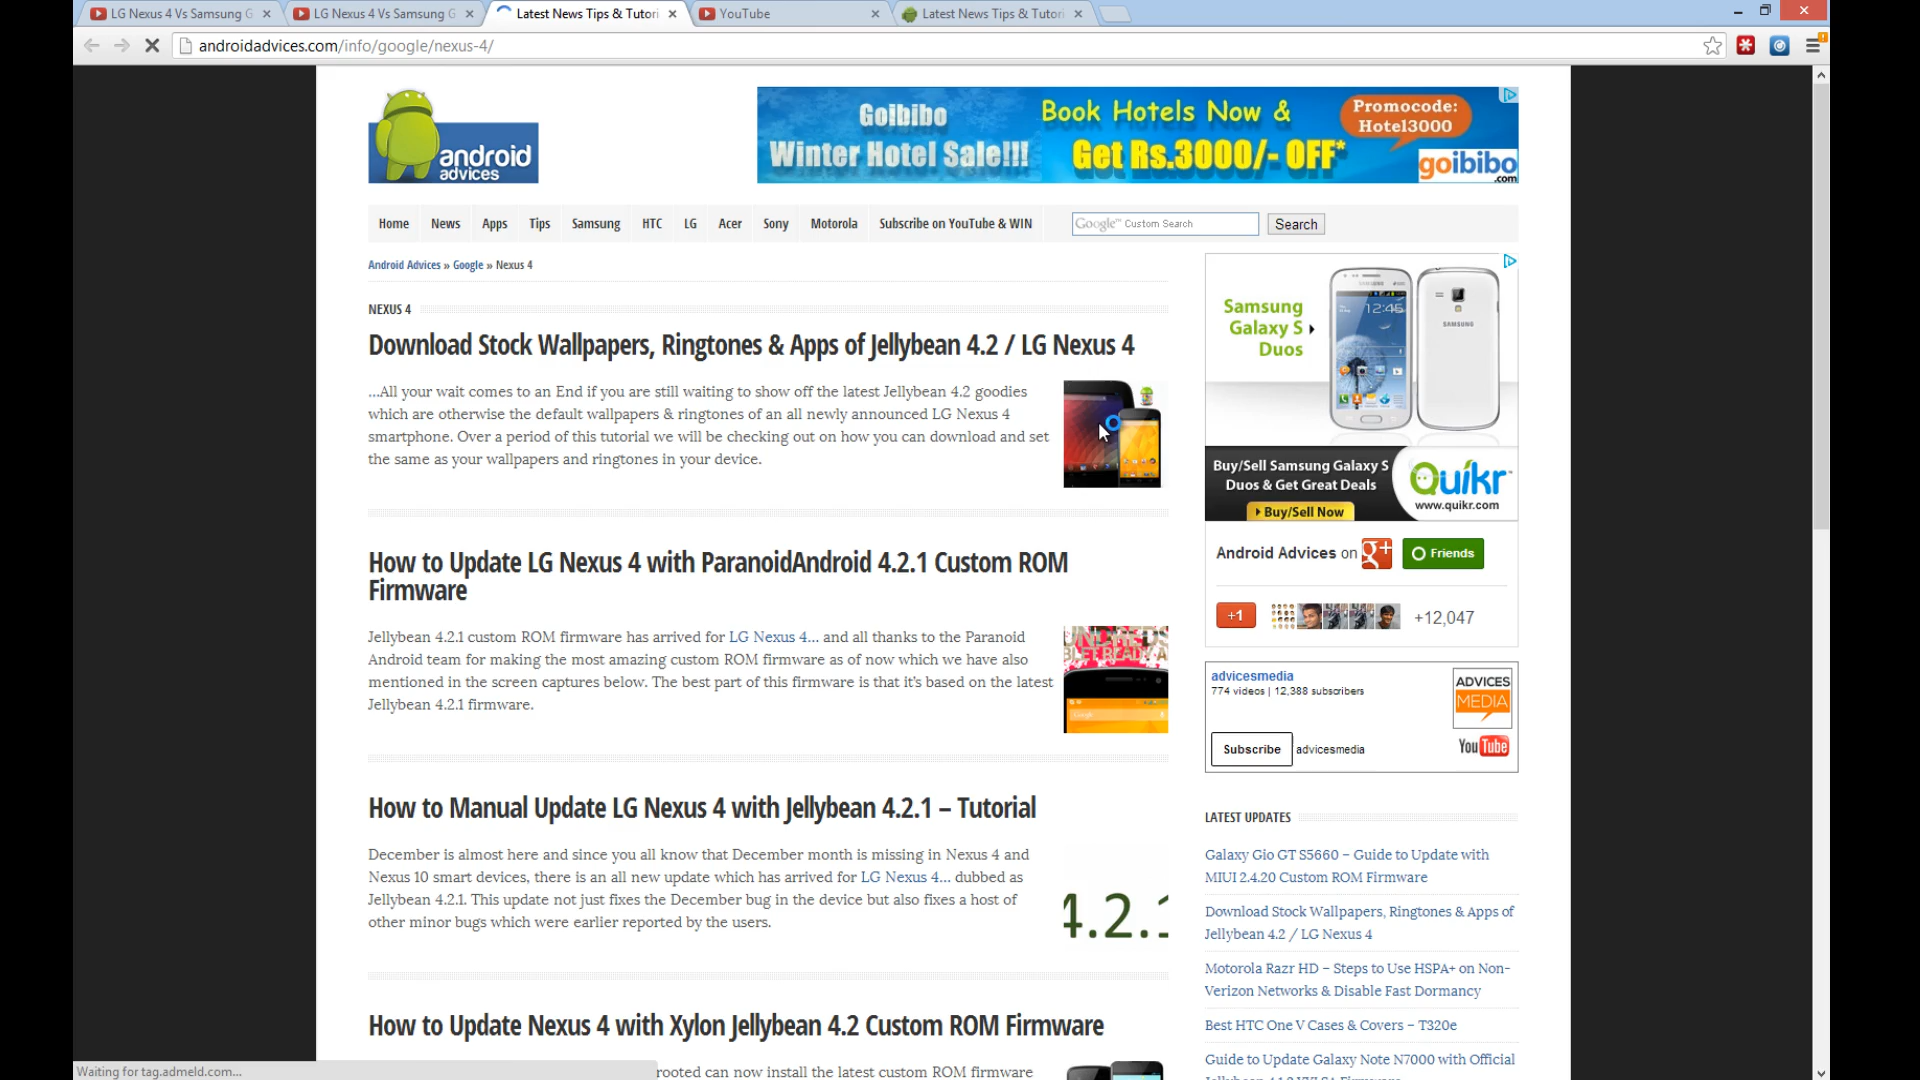 LG Nexus 4 Vs Samsung G
LG Nexus 4 Vs Samsung G
Latest News Tips & Tutori
YouTube
Latest News Tips & Tutori
androidadvices.com/info/google/nexus-4/
android
advices
Goibibo
Winter Hotel Sale!!!
Book Hotels Now &
Get Rs.3000/- OFF*
Promocode:
Hotel3000
goibibo
.com
Home News Apps Tips Samsung HTC LG Acer Sony Motorola Subscribe on YouTube & WIN
Google™ Custom Search
Search
Android Advices » Google » Nexus 4
NEXUS 4
Download Stock Wallpapers, Ringtones & Apps of Jellybean 4.2 / LG Nexus 4
...All your wait comes to an End if you are still waiting to show off the latest Jellybean 4.2 goodies
which are otherwise the default wallpapers & ringtones of an all newly announced LG Nexus 4
smartphone. Over a period of this tutorial we will be checking out on how you can download and set
the same as your wallpapers and ringtones in your device.
How to Update LG Nexus 4 with ParanoidAndroid 4.2.1 Custom ROM
Firmware
Jellybean 4.2.1 custom ROM firmware has arrived for LG Nexus 4... and all thanks to the Paranoid
Android team for making the most amazing custom ROM firmware as of now which we have also
mentioned in the screen captures below. The best part of this firmware is that it's based on the latest
Jellybean 4.2.1 firmware.
How to Manual Update LG Nexus 4 with Jellybean 4.2.1 – Tutorial
December is almost here and since you all know that December month is missing in Nexus 4 and
Nexus 10 smart devices, there is an all new update which has arrived for LG Nexus 4... dubbed as
Jellybean 4.2.1. This update not just fixes the December bug in the device but also fixes a host of
other minor bugs which were earlier reported by the users.
4.2.1
How to Update Nexus 4 with Xylon Jellybean 4.2 Custom ROM Firmware
rooted can now install the latest custom ROM firmware
Waiting for tag.admeld.com...
Samsung
Galaxy S
Duos
12:45
SAMSUNG
Buy/Sell Samsung Galaxy S
Duos & Get Great Deals
Buy/Sell Now
Quikr
www.quikr.com
Android Advices on g+ Friends
+1
+12,047
advicesmedia
774 videos | 12,388 subscribers
ADVICES
MEDIA
Subscribe advicesmedia
YouTube
LATEST UPDATES
Galaxy Gio GT S5660 – Guide to Update with
MIUI 2.4.20 Custom ROM Firmware
Download Stock Wallpapers, Ringtones & Apps of
Jellybean 4.2 / LG Nexus 4
Motorola Razr HD – Steps to Use HSPA+ on Non-
Verizon Networks & Disable Fast Dormancy
Best HTC One V Cases & Covers – T320e
Guide to Update Galaxy Note N7000 with Official